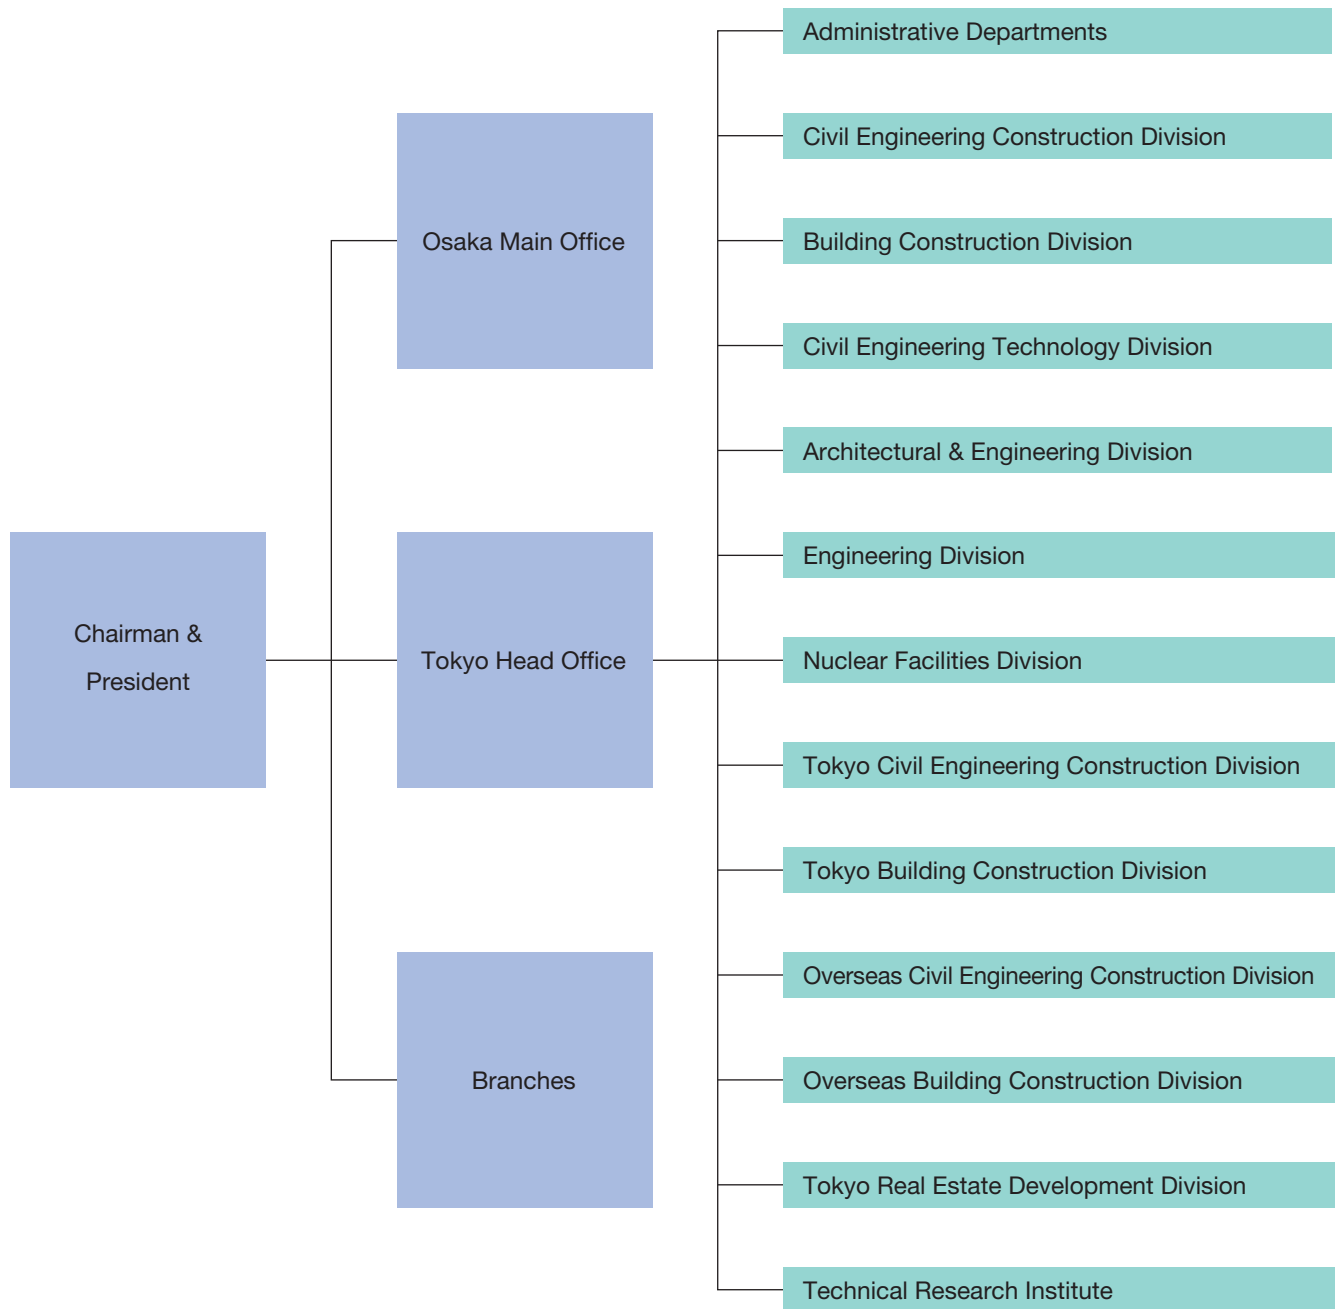 Chairman &
President
Osaka Main Office
Tokyo Head Office
Branches
Administrative Departments
Civil Engineering Construction Division
Building Construction Division
Civil Engineering Technology Division
Architectural & Engineering Division
Engineering Division
Nuclear Facilities Division
Tokyo Civil Engineering Construction Division
Tokyo Building Construction Division
Overseas Civil Engineering Construction Division
Overseas Building Construction Division
Tokyo Real Estate Development Division
Technical Research Institute